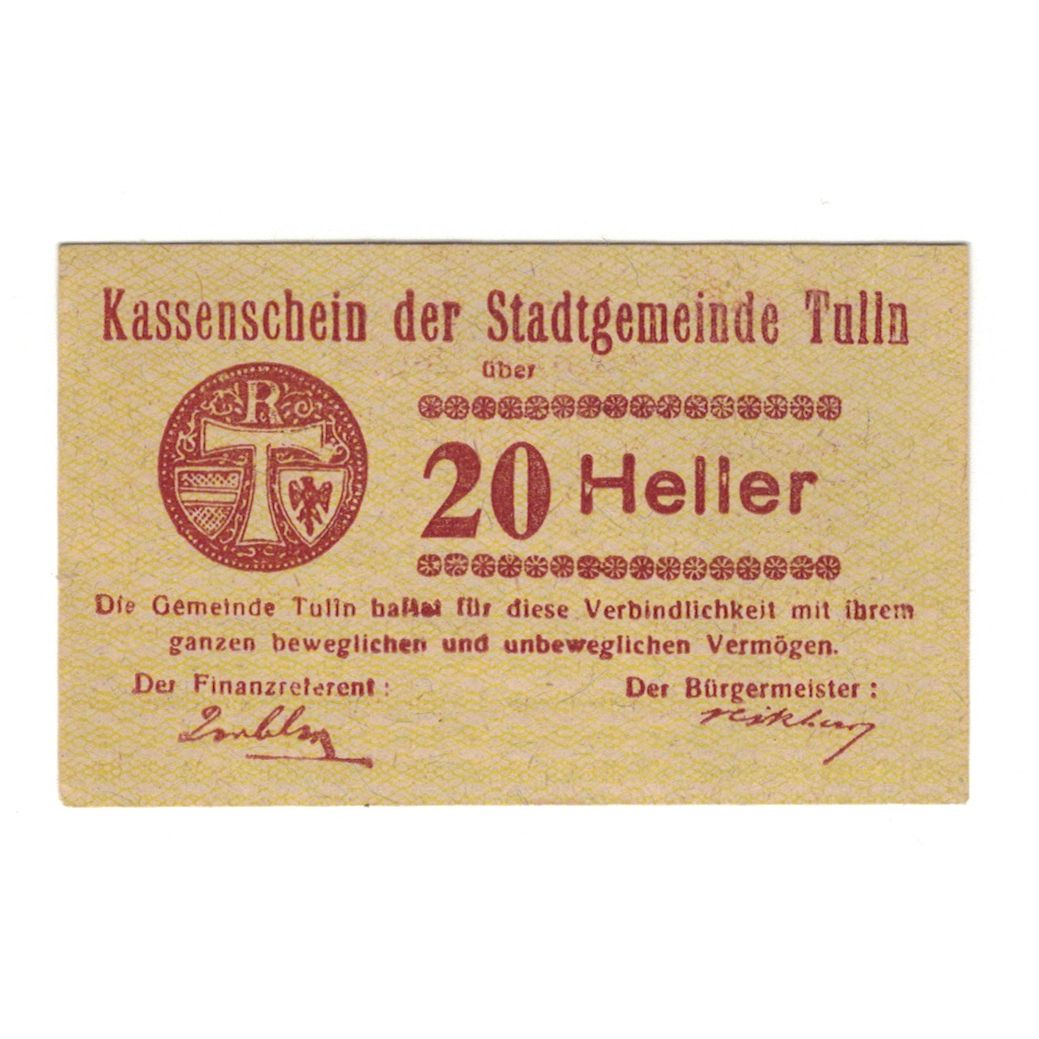 Kassenschein der Stadtgemeinde Tulln
über
R
T
20 Heller
Die Gemeinde Tulln haftet für diese Verbindlichkeit mit ihrem
ganzen beweglichen und unbeweglichen Vermögen.
Der Finanzreferent:
Der Bürgermeister: